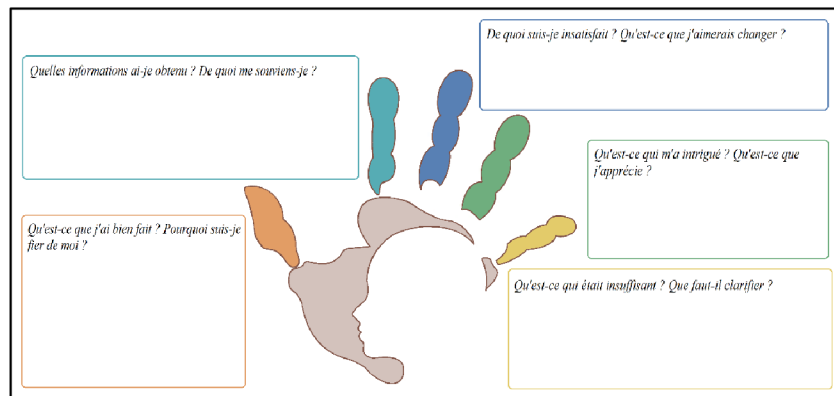 De quoi suis-je insatisfait ? Qu'est-ce que j'aimerais changer ?
Quelles informations ai-je obtenu ? De quoi me souviens-je ?
Qu'est-ce qui m'a intrigué ? Qu'est-ce que
j'apprécie ?
Qu'est-ce que j'ai bien fait ? Pourquoi suis-je
fier de moi ?
Qu'est-ce qui était insuffisant ? Que faut-il clarifier ?